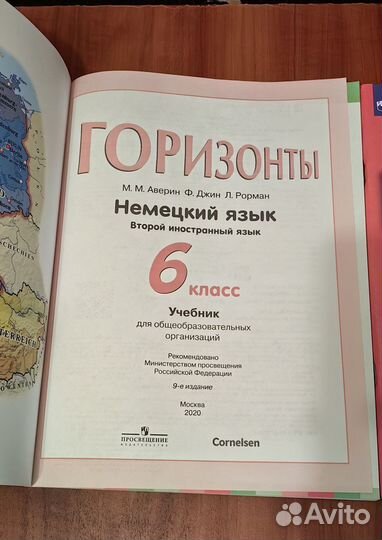 ГОРИЗОНТЫ
М. М. Аверин Ф. Джин Л. Рорман
Немецкий язык
Второй иностранный язык
6 класс
Учебник
для общеобразовательных
организаций
Рекомендовано
Министерством просвещения
Российской Федерации
9-е издание
Москва
2020
ПРОСВЕЩЕНИЕ
ИЗДАТЕЛЬСТВО
Cornelsen
Avito